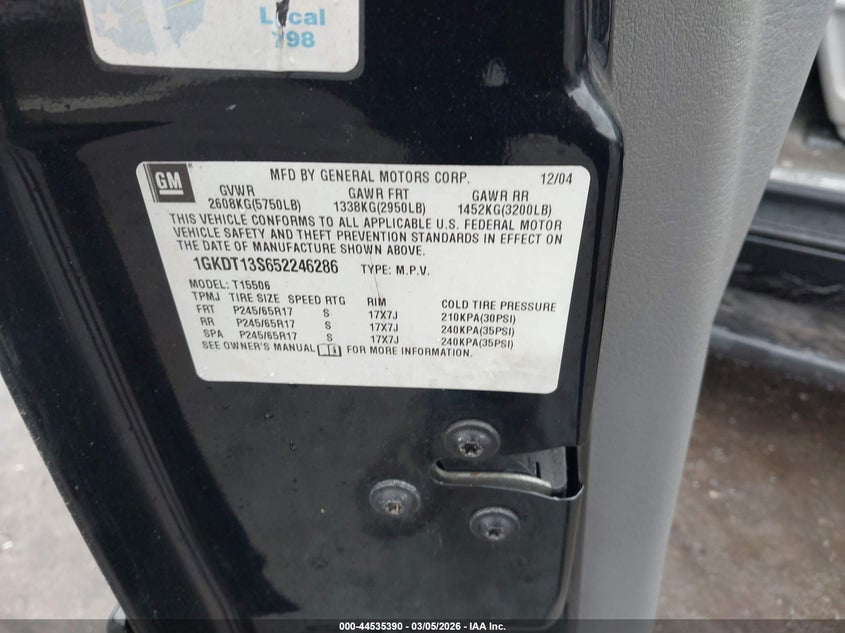 Local
798
GM
MFD BY GENERAL MOTORS CORP. 12/04
GVWR GAWR FRT GAWR RR
2608KG(5750LB) 1338KG(2950LB) 1452KG(3200LB)
THIS VEHICLE CONFORMS TO ALL APPLICABLE U.S. FEDERAL MOTOR
VEHICLE SAFETY AND THEFT PREVENTION STANDARDS IN EFFECT ON
THE DATE OF MANUFACTURE SHOWN ABOVE.
1GKDT13S652246286 TYPE: M.P.V.
MODEL: T15506
TPMJ TIRE SIZE SPEED RTG RIM COLD TIRE PRESSURE
FRT P245/65R17 S 17X7J 210KPA(30PSI)
RR P245/65R17 S 17X7J 240KPA(35PSI)
SPA P245/65R17 S 17X7J 240KPA(35PSI)
SEE OWNER'S MANUAL FOR MORE INFORMATION.
000-44535390 - 03/05/2026 - IAA Inc.